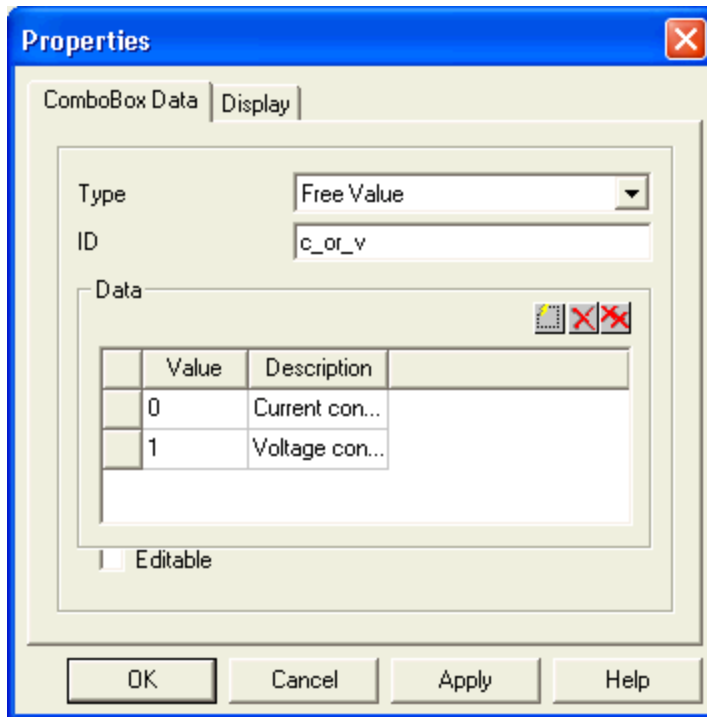 Properties
ComboBox Data Display
Type Free Value
ID c_or_v
Data
Value Description
0 Current con...
1 Voltage con...
Editable
OK Cancel Apply Help